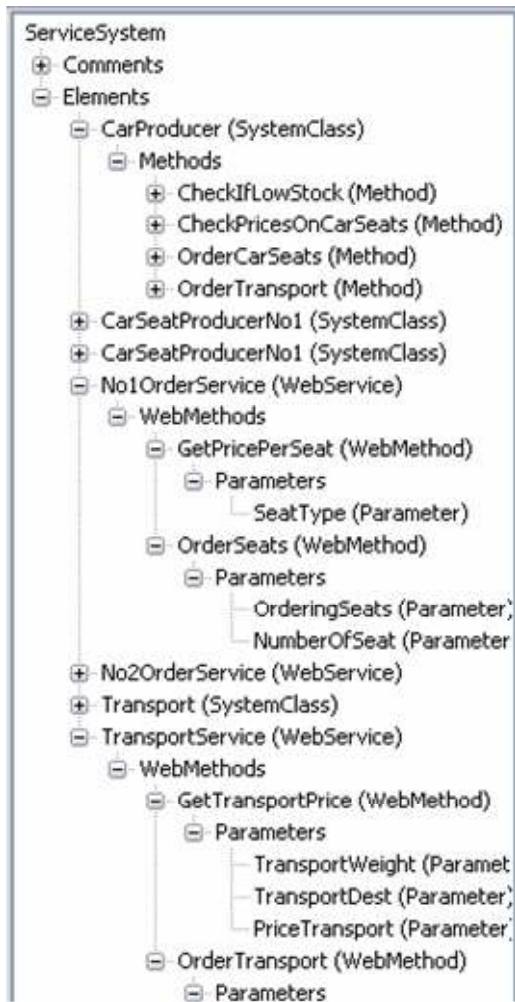 ServiceSystem
Comments
Elements
CarProducer (SystemClass)
Methods
CheckIfLowStock (Method)
CheckPricesOnCarSeats (Method)
OrderCarSeats (Method)
OrderTransport (Method)
CarSeatProducerNo1 (SystemClass)
CarSeatProducerNo1 (SystemClass)
No1OrderService (WebService)
WebMethods
GetPricePerSeat (WebMethod)
Parameters
SeatType (Parameter)
OrderSeats (WebMethod)
Parameters
OrderingSeats (Parameter)
NumberOfSeat (Parameter
No2OrderService (WebService)
Transport (SystemClass)
TransportService (WebService)
WebMethods
GetTransportPrice (WebMethod)
Parameters
TransportWeight (Paramet
TransportDest (Parameter)
PriceTransport (Parameter)
OrderTransport (WebMethod)
Parameters